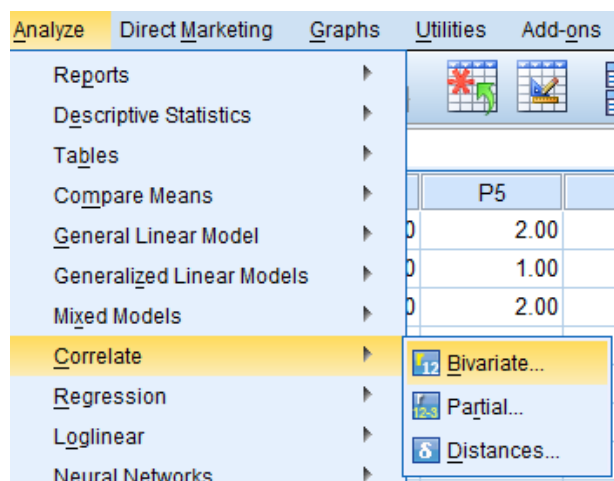 Analyze Direct Marketing Graphs Utilities Add-ons
Reports
Descriptive Statistics
Tables
Compare Means
P5
General Linear Model
2.00
Generalized Linear Models
1.00
Mixed Models
2.00
Correlate
Bivariate...
Regression
Partial...
Loglinear
Distances...
Neural Networks